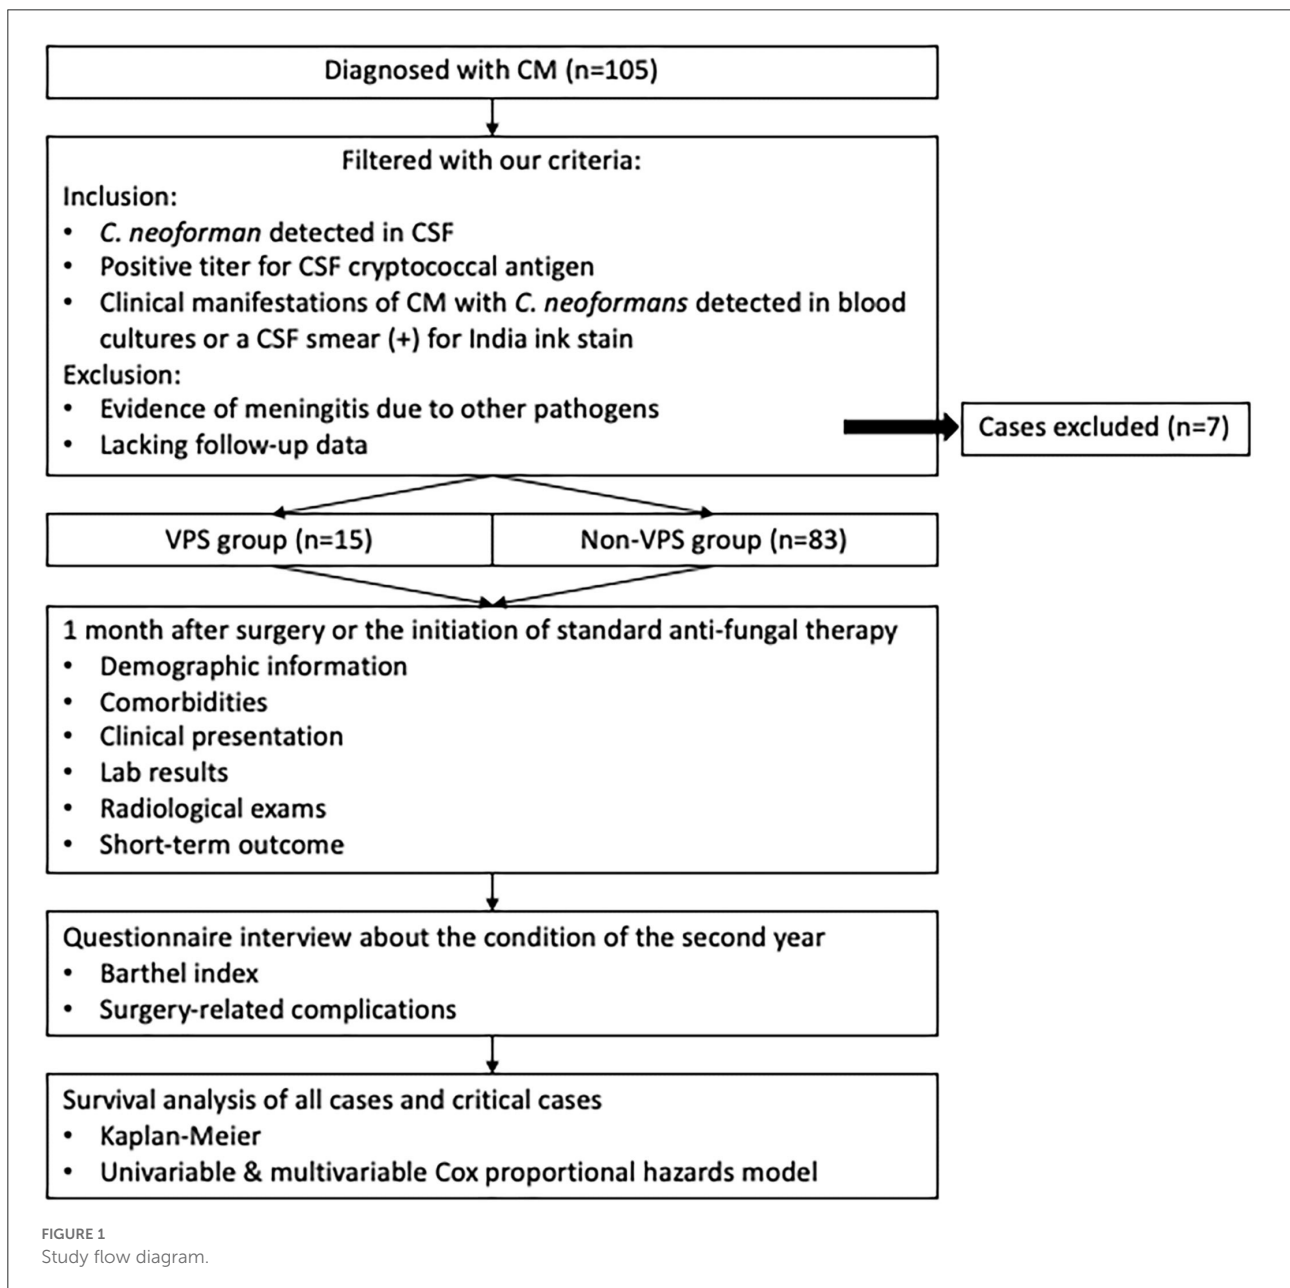 Diagnosed with CM (n=105)
Filtered with our criteria:
Inclusion:
• C. neoforman detected in CSF
• Positive titer for CSF cryptococcal antigen
• Clinical manifestations of CM with C. neoformans detected in blood
cultures or a CSF smear (+) for India ink stain
Exclusion:
• Evidence of meningitis due to other pathogens
• Lacking follow-up data
Cases excluded (n=7)
VPS group (n=15)
Non-VPS group (n=83)
1 month after surgery or the initiation of standard anti-fungal therapy
• Demographic information
• Comorbidities
• Clinical presentation
• Lab results
• Radiological exams
• Short-term outcome
Questionnaire interview about the condition of the second year
• Barthel index
• Surgery-related complications
Survival analysis of all cases and critical cases
• Kaplan-Meier
• Univariable & multivariable Cox proportional hazards model
FIGURE 1
Study flow diagram.